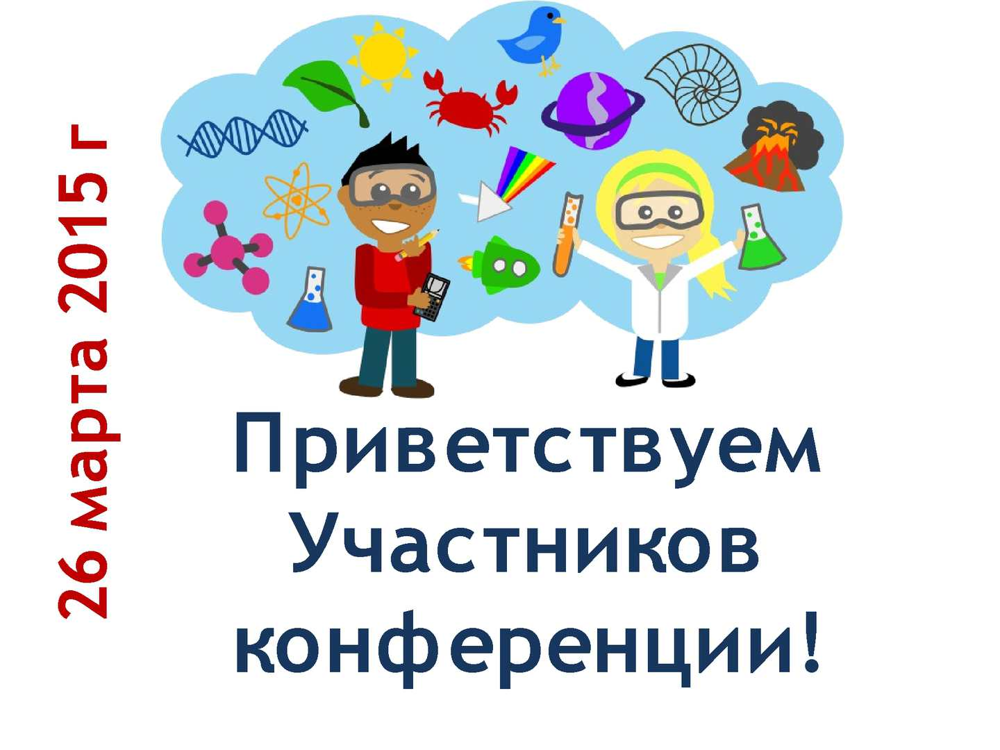 26 марта 2015 г
Приветствуем
Участников
конференции!